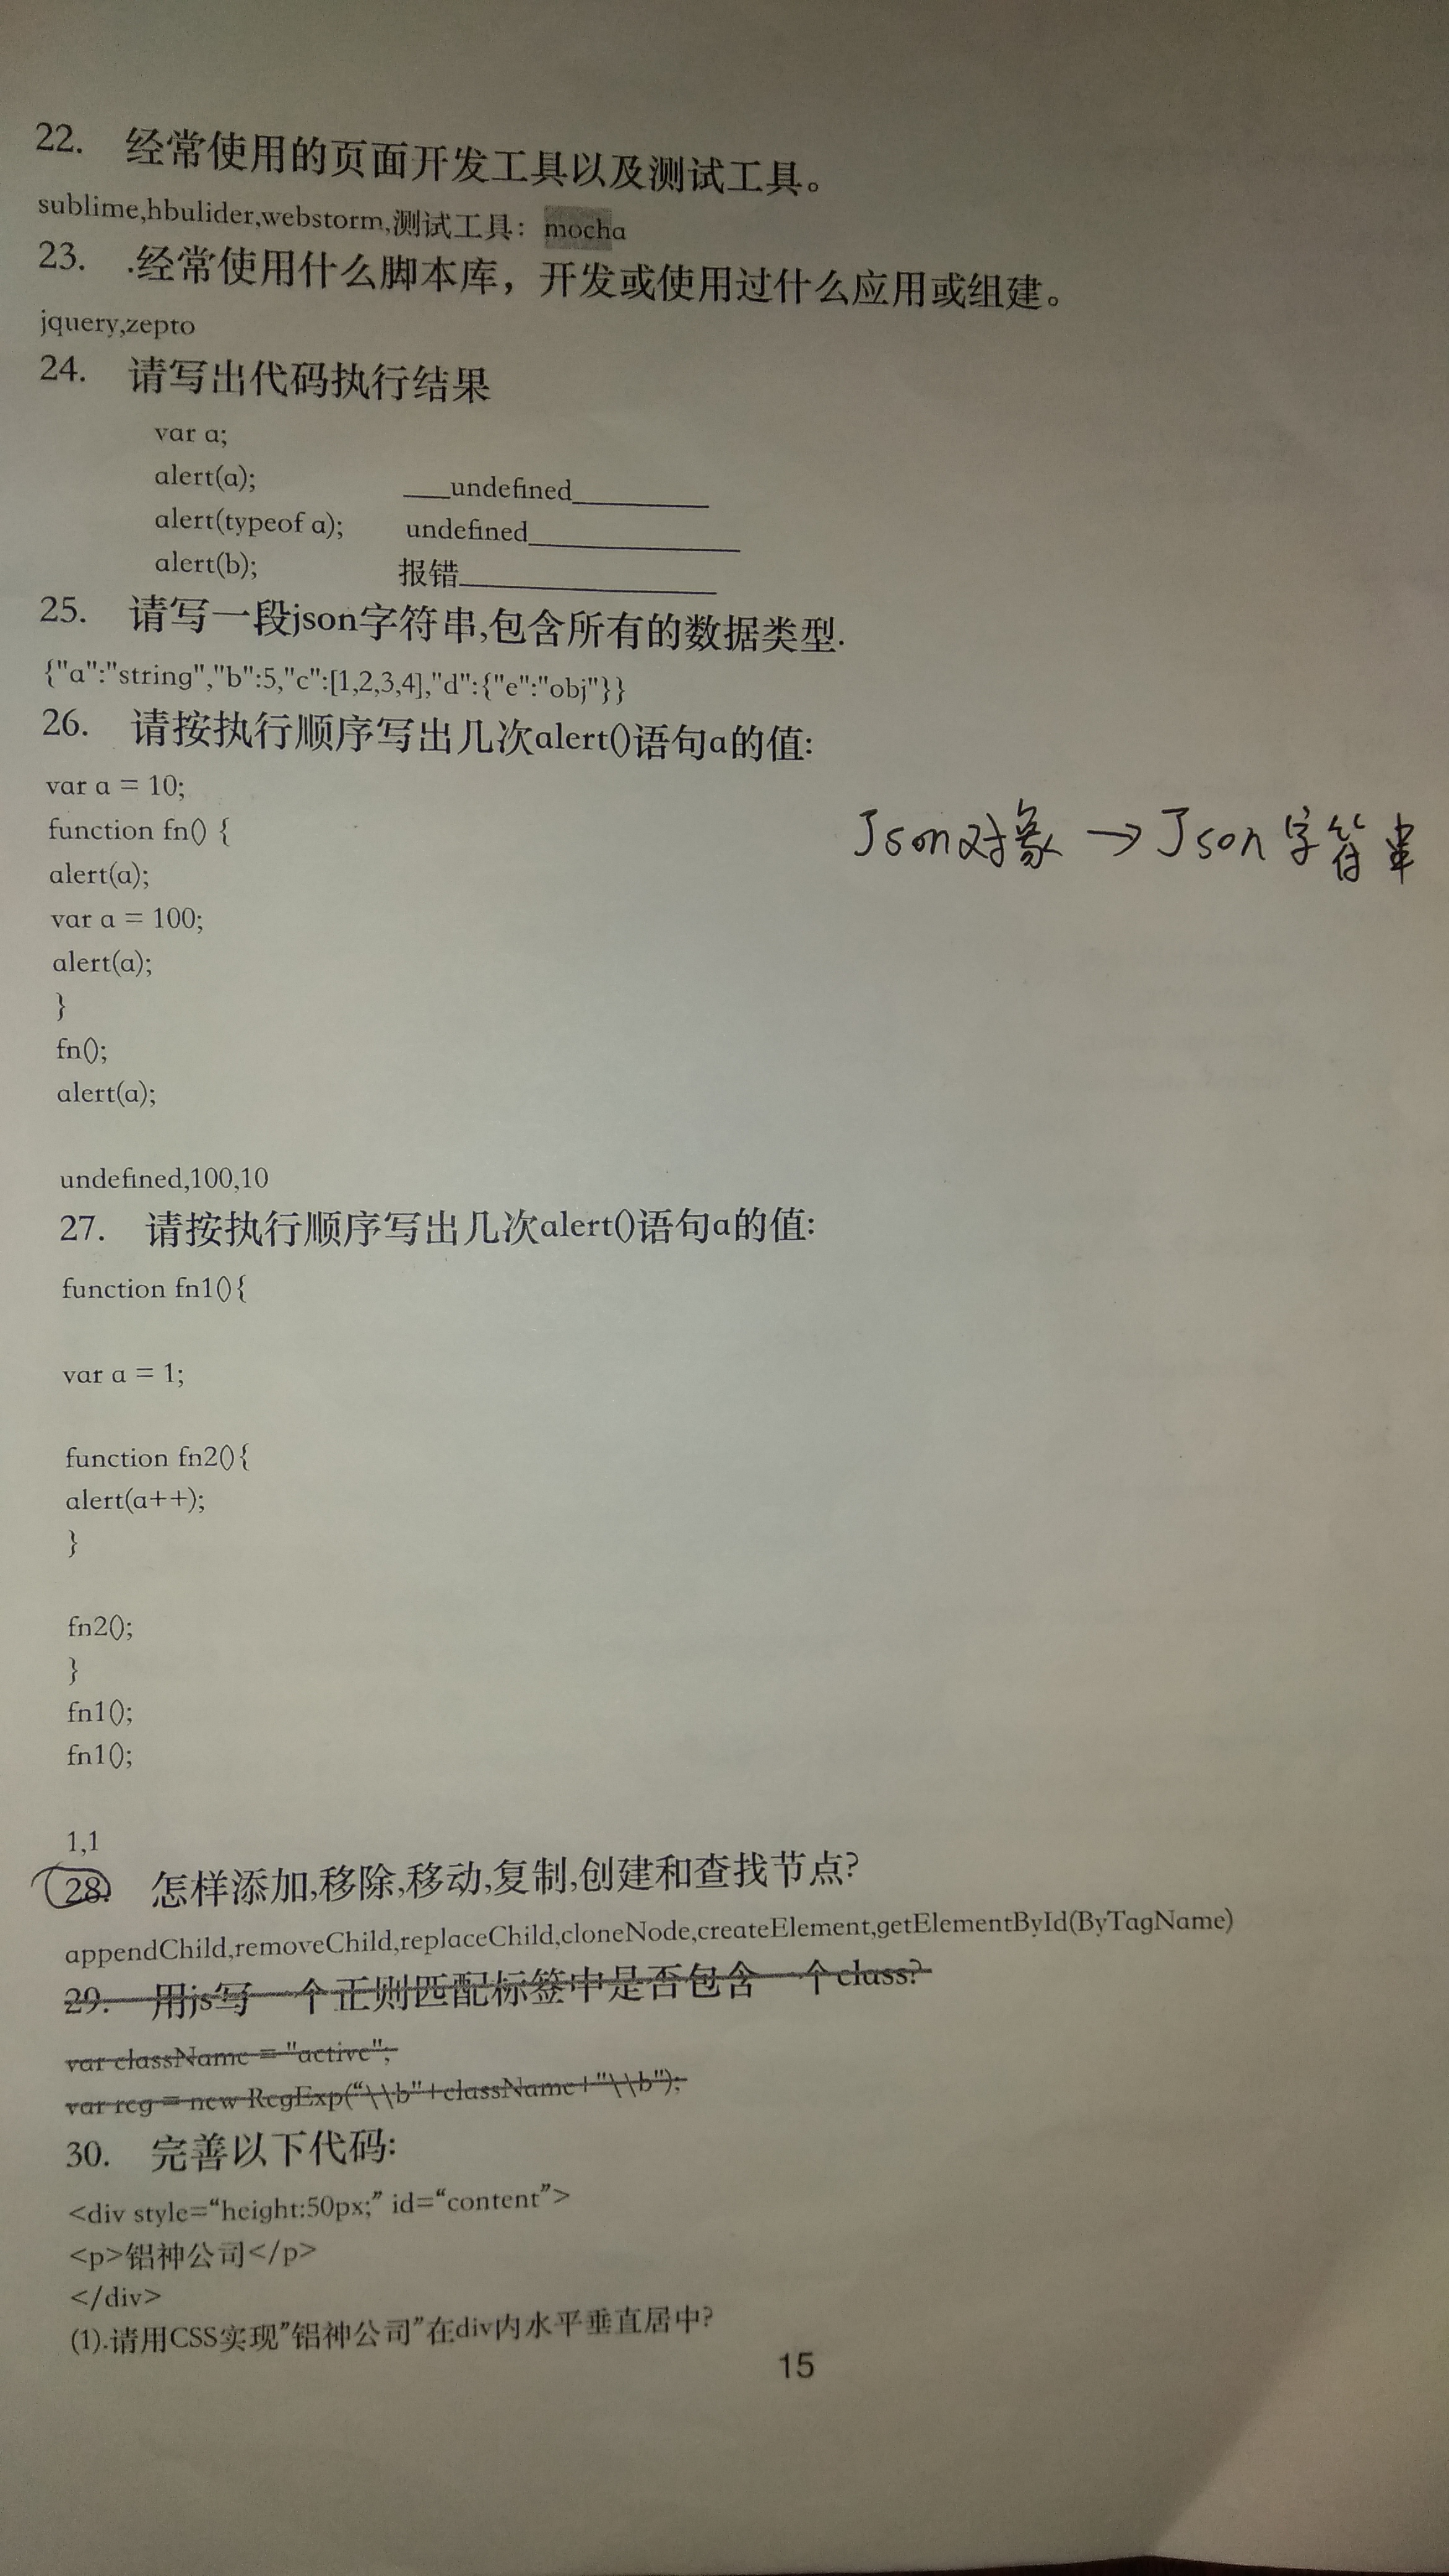 22. 经常使用的页面开发工具以及测试工具。
sublime,hbulider,webstorm,测试工具：mocha
23. .经常使用什么脚本库，开发或使用过什么应用或组建。
jquery,zepto
24. 请写出代码执行结果
var a;
alert(a); ___undefined_________
alert(typeof a); undefined______________
alert(b); 报错_________________
25. 请写一段json字符串,包含所有的数据类型.
{"a":"string","b":5,"c":[1,2,3,4],"d":{"e":"obj"}}
26. 请按执行顺序写出几次alert()语句a的值:
var a = 10;
function fn() {
Json对象 → Json字符串
alert(a);
var a = 100;
alert(a);
}
fn();
alert(a);
undefined,100,10
27. 请按执行顺序写出几次alert()语句a的值:
function fn1(){
var a = 1;
function fn2(){
alert(a++);
}
fn2();
}
fn1();
fn1();
1,1
28. 怎样添加,移除,移动,复制,创建和查找节点?
appendChild,removeChild,replaceChild,cloneNode,createElement,getElementById(ByTagName)
29. 用js写一个正则匹配标签中是否包含一个class?
var className = "active";
var reg = new RegExp(“\\b"+className+"\\b");
30. 完善以下代码:
<div style=“height:50px;” id=“content”>
<p>铝神公司</p>
</div>
(1).请用CSS实现”铝神公司”在div内水平垂直居中?
15